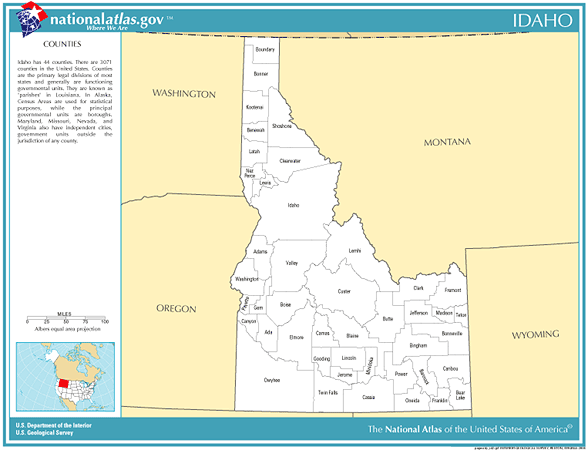 nationalatlas.gov™
Where We Are
IDAHO
COUNTIES
Idaho has 44 counties. There are 3071
counties in the United States. Counties
are the primary legal divisions of most
states and generally are functioning
governmental units. They are known as
"parishes" in Louisiana. In Alaska,
Census Areas are used for statistical
purposes, while the principal
governmental units are boroughs.
Maryland, Missouri, Nevada, and
Virginia also have independent cities,
government units outside the
jurisdiction of any county.
WASHINGTON
MONTANA
OREGON
WYOMING
Boundary
Bonner
Kootenai
Shoshone
Benewah
Latah
Clearwater
Nez
Perce
Lewis
Idaho
Lemhi
Adams
Valley
Washington
Custer
Clark
Fremont
Payette
Gem
Boise
Butte
Jefferson
Madison
Teton
Canyon
Ada
Elmore
Camas
Blaine
Bonneville
Bingham
Gooding
Lincoln
Jerome
Minidoka
Power
Bannock
Caribou
Owyhee
Twin Falls
Cassia
Oneida
Franklin
Bear
Lake
MILES
0 25 50 75 100
Albers equal area projection
U.S. Department of the Interior
U.S. Geological Survey
The National Atlas of the United States of America®